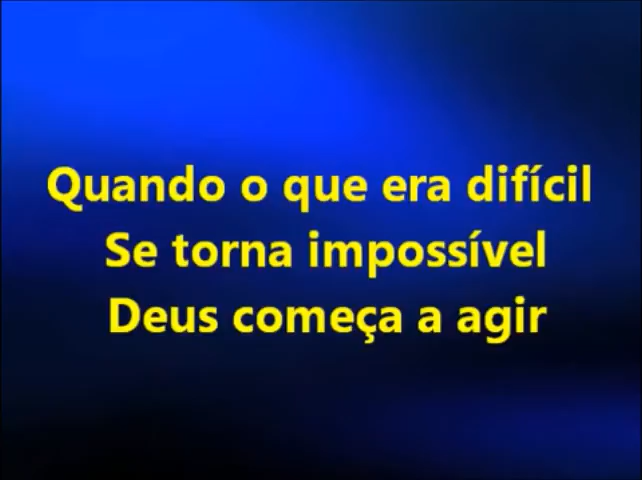 Quando o que era difícil
Se torna impossível
Deus começa a agir